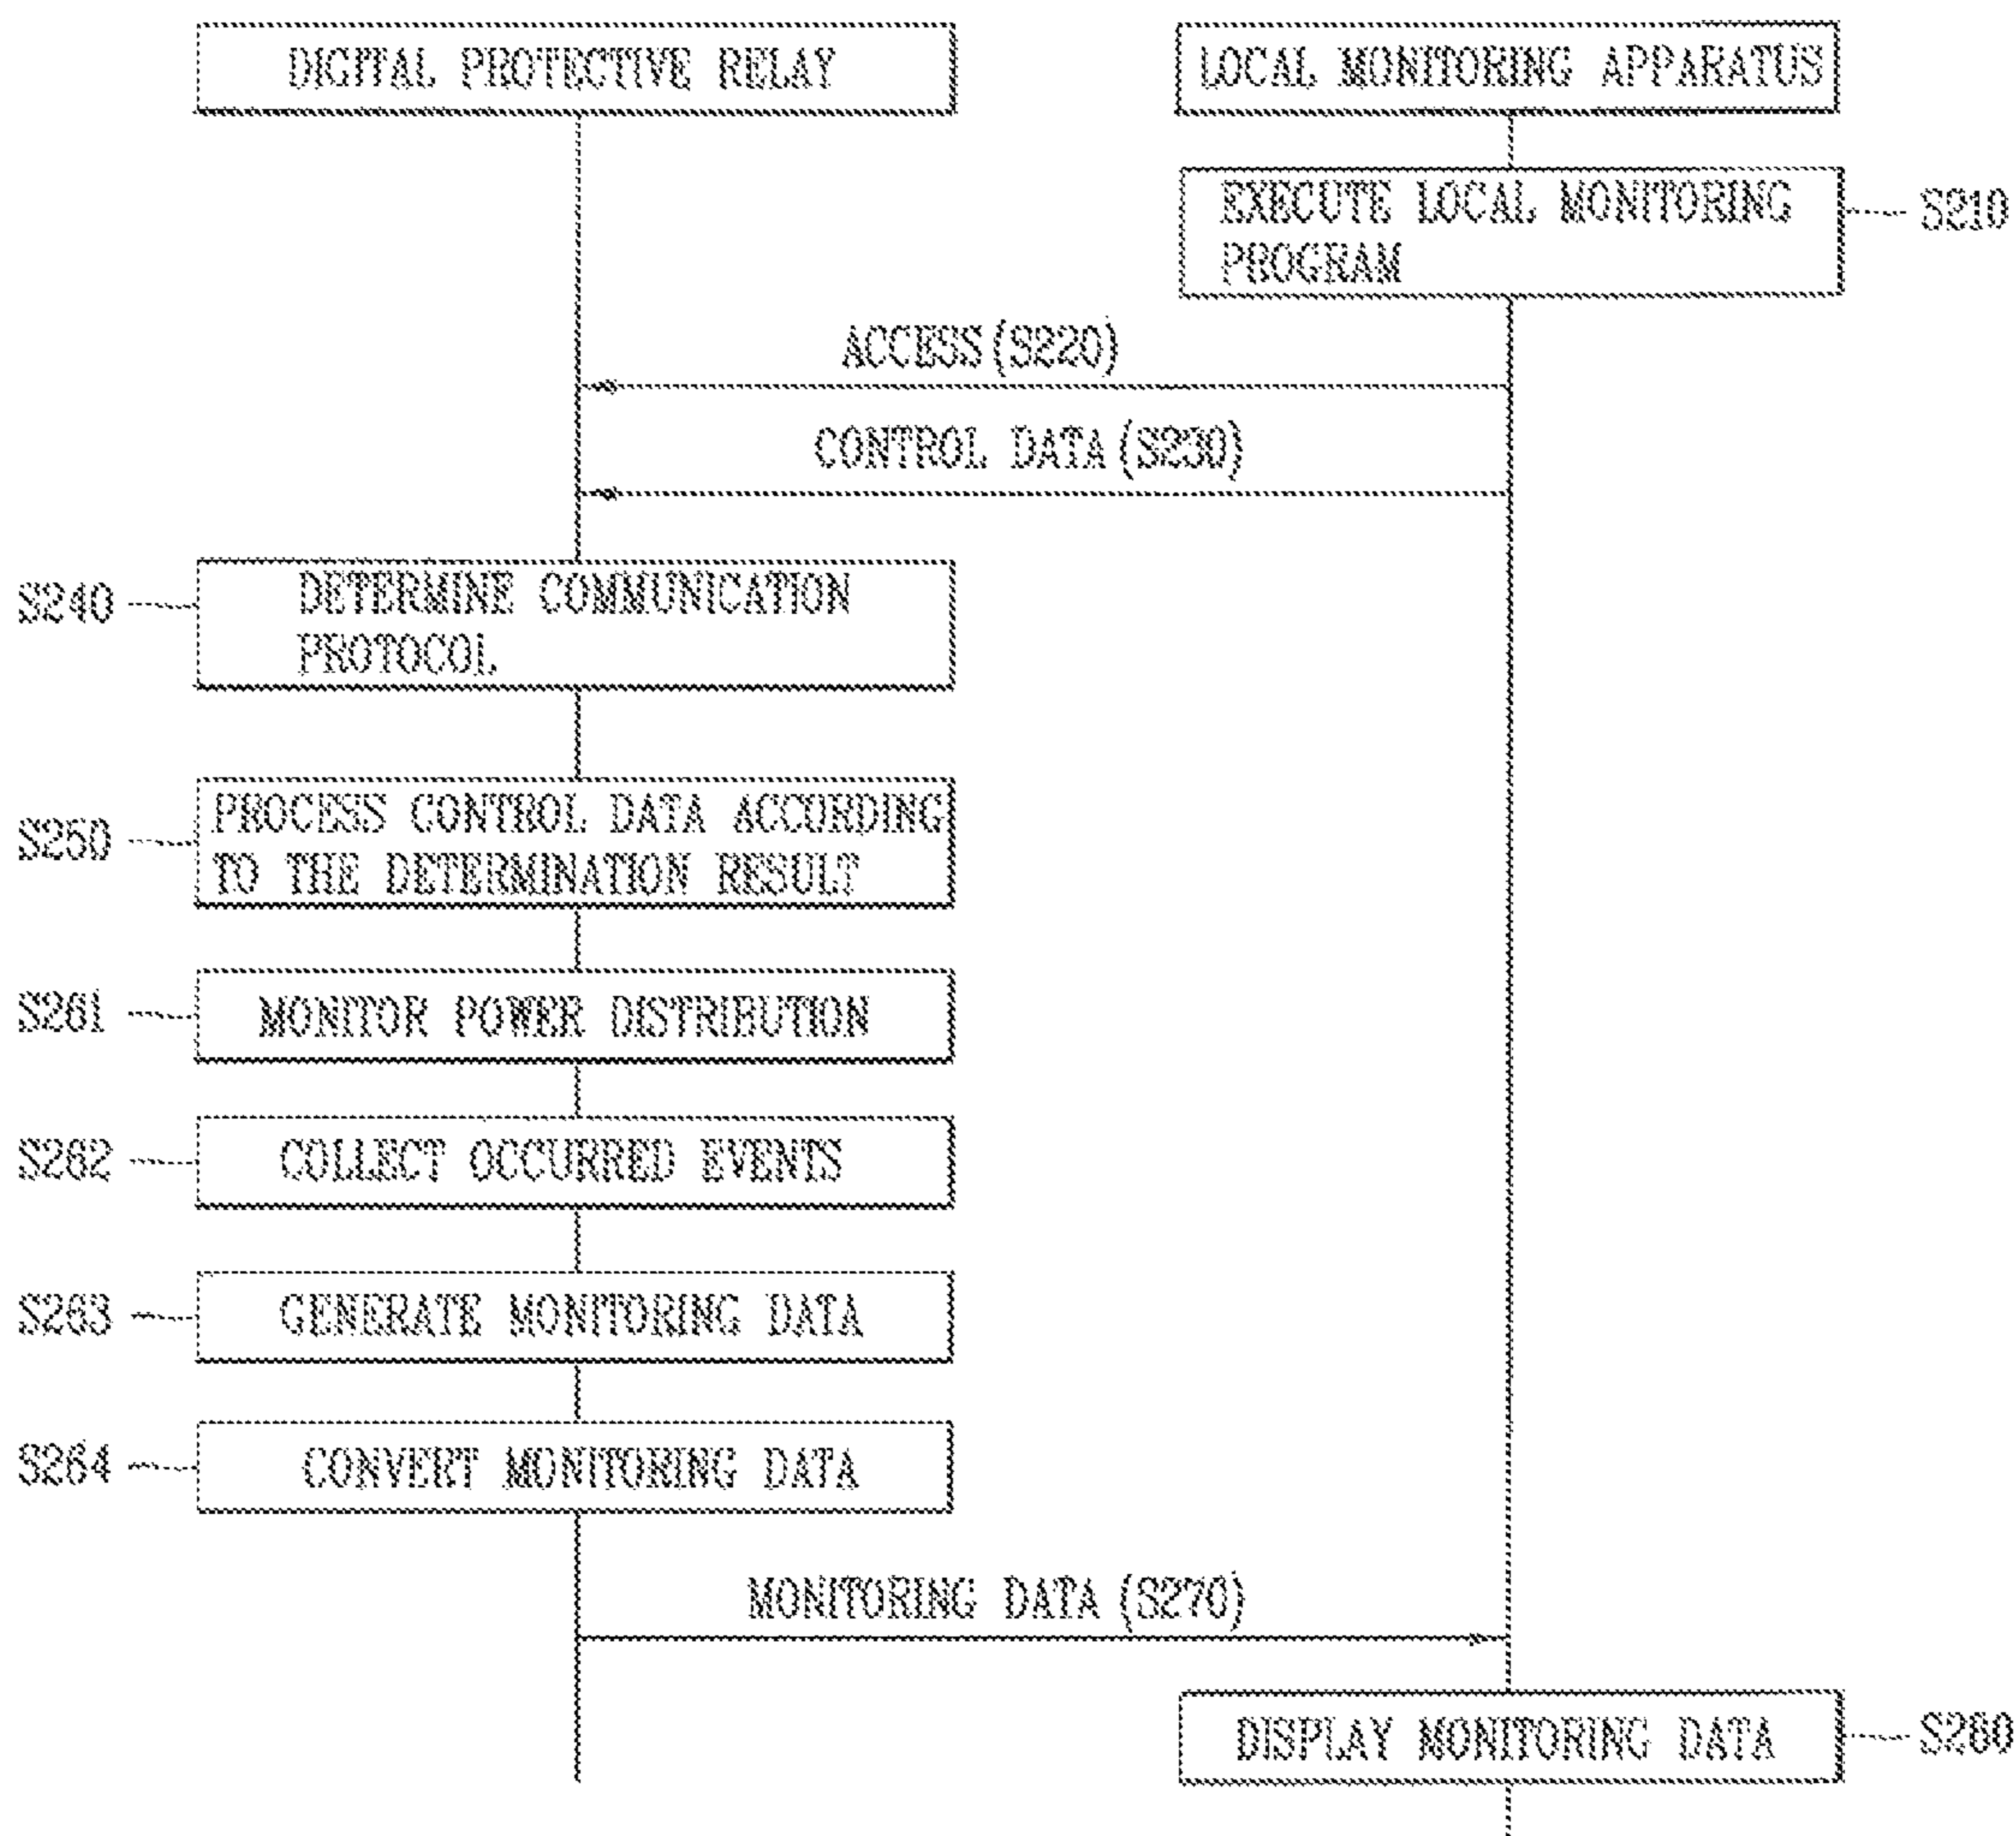 DIGITAL PROTECTIVE RELAY
LOCAL MONITORING APPARATUS
EXECUTE LOCAL MONITORING
PROGRAM
S210
ACCESS(S220)
CONTROL DATA(S230)
S240
DETERMINE COMMUNICATION
PROTOCOL
S250
PROCESS CONTROL DATA ACCORDING
TO THE DETERMINATION RESULT
S261
MONITOR POWER DISTRIBUTION
S262
COLLECT OCCURRED EVENTS
S263
GENERATE MONITORING DATA
S264
CONVERT MONITORING DATA
MONITORING DATA (S270)
DISPLAY MONITORING DATA